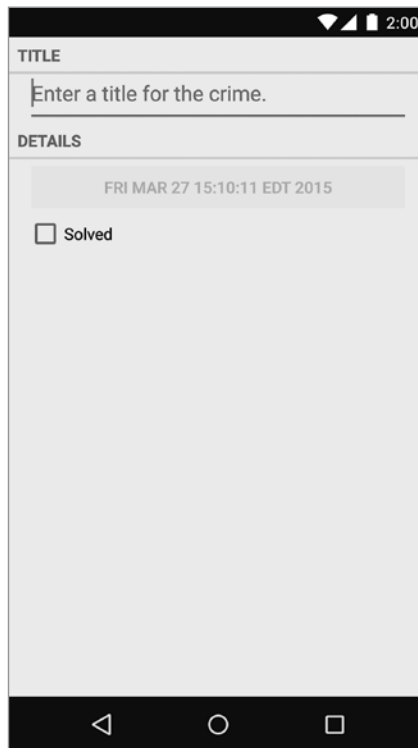 2:00
TITLE
Enter a title for the crime.
DETAILS
FRI MAR 27 15:10:11 EDT 2015
Solved